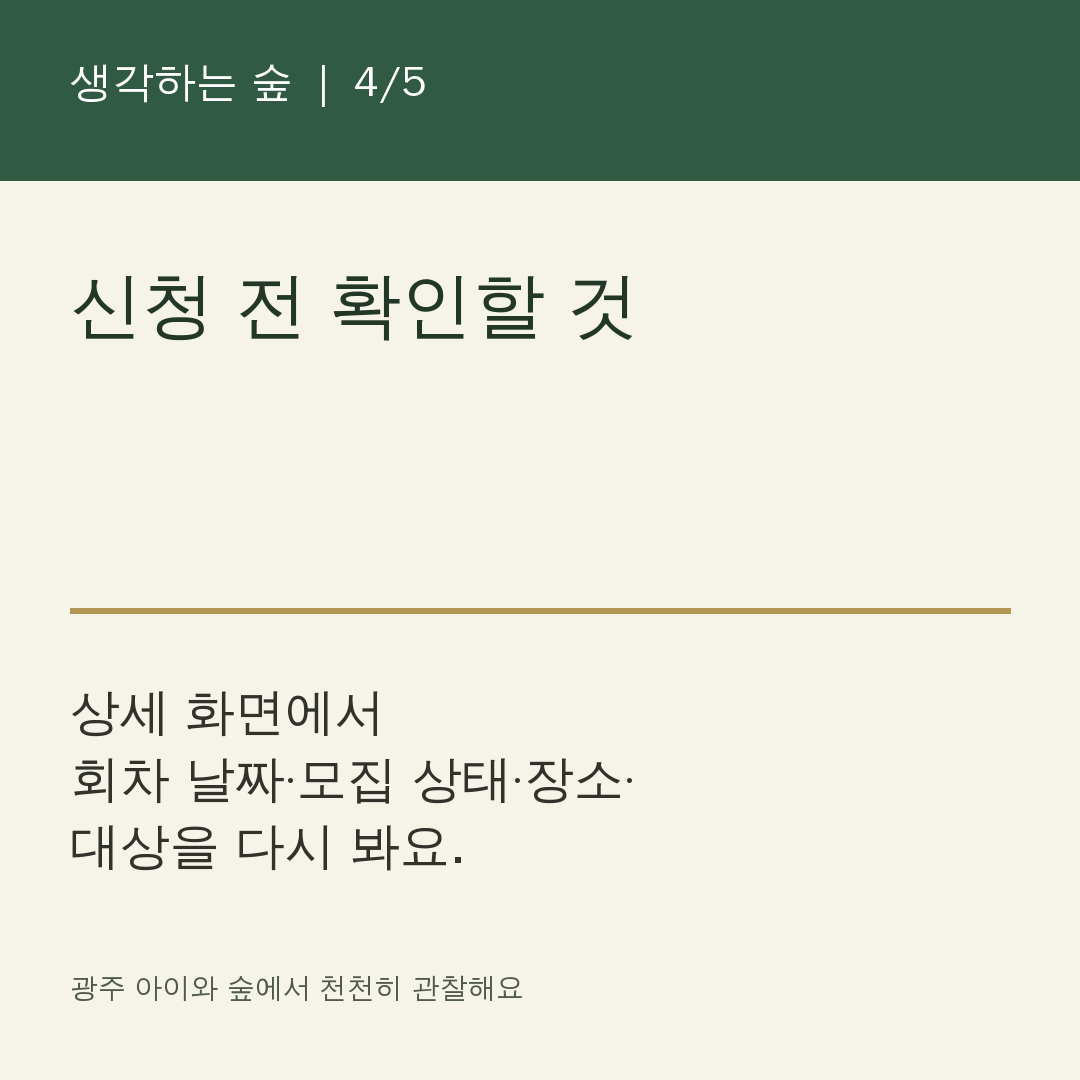 생각하는 숲 | 4/5
신청 전 확인할 것
상세 화면에서
회차 날짜·모집 상태·장소·
대상을 다시 봐요.
광주 아이와 숲에서 천천히 관찰해요